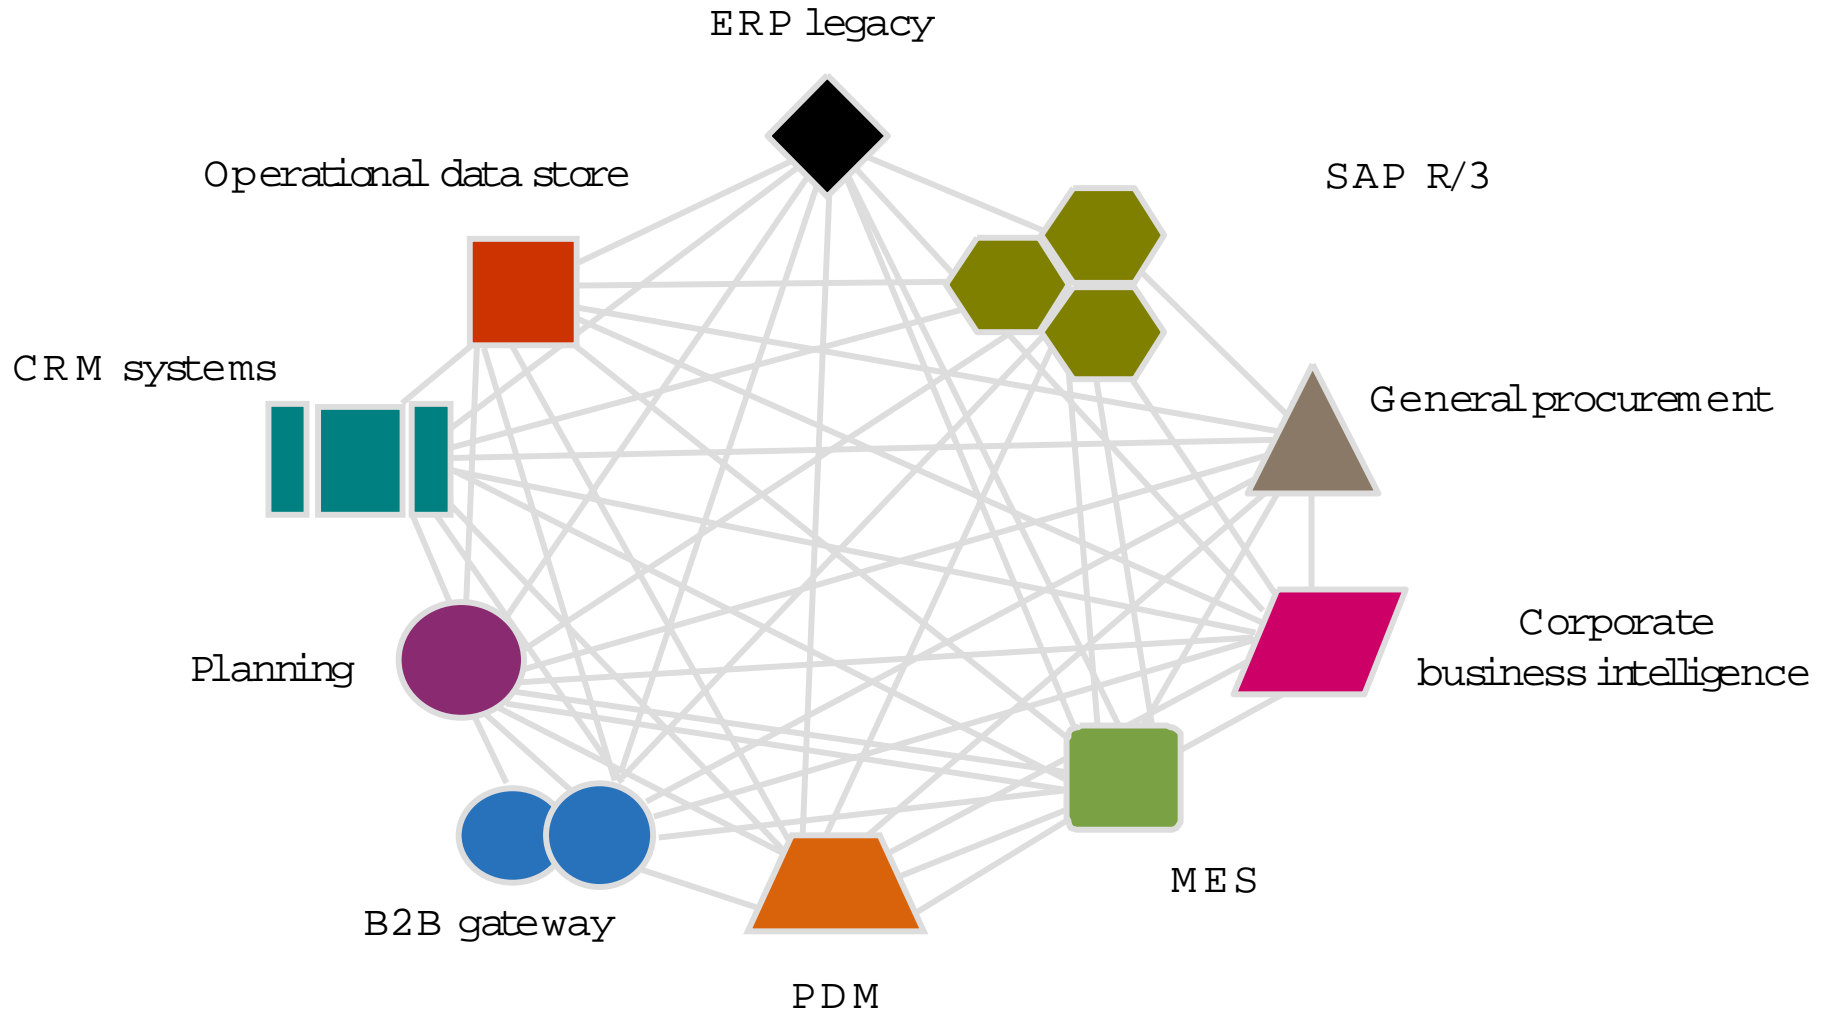 ERP legacy
Operational data store
SAP R/3
CRM systems
General procurement
Corporate
business intelligence
Planning
MES
B2B gateway
PDM